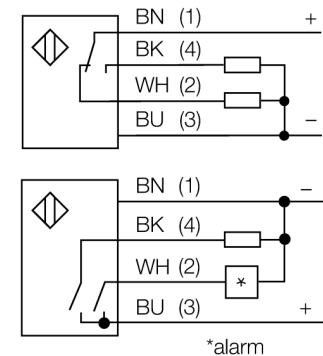 BN (1) +
BK (4)
WH (2)
BU (3) −
BN (1) −
BK (4)
WH (2)
*
BU (3) +
*alarm